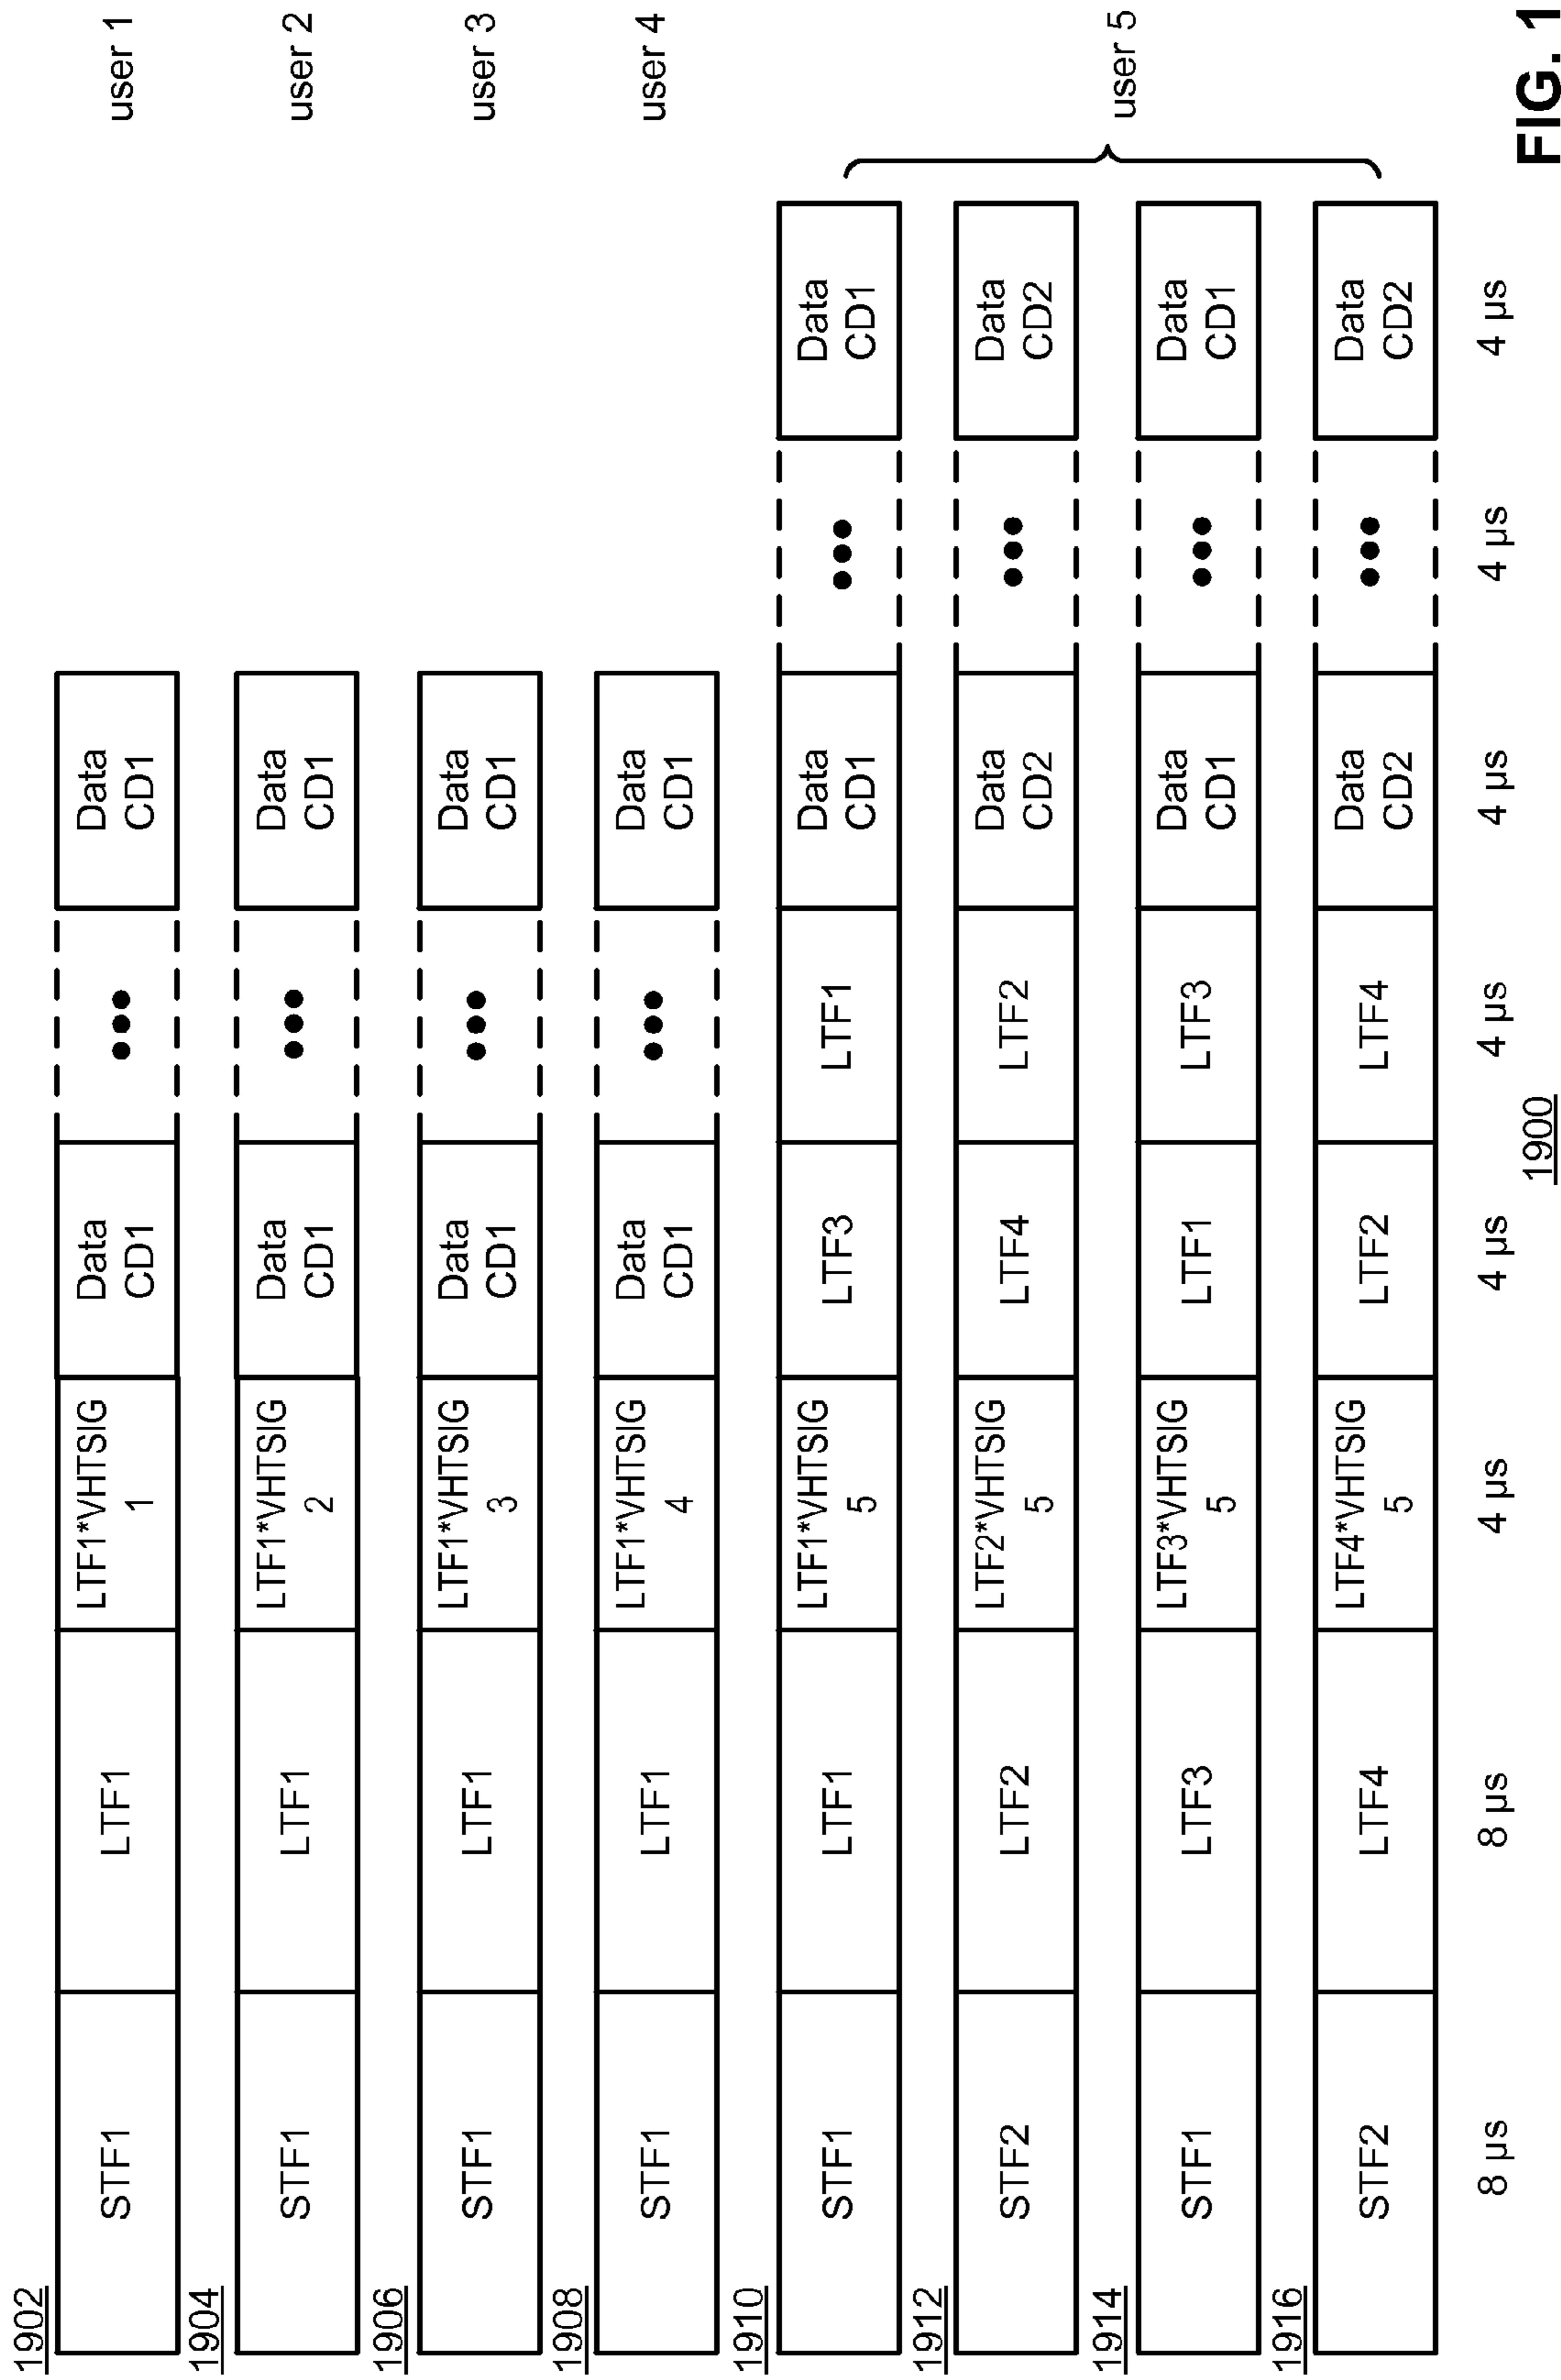 1902
STF1 LTF1 LTF1*VHTSIG 1 Data CD1 ••• Data CD1 user 1
1904
STF1 LTF1 LTF1*VHTSIG 2 Data CD1 ••• Data CD1 user 2
1906
STF1 LTF1 LTF1*VHTSIG 3 Data CD1 ••• Data CD1 user 3
1908
STF1 LTF1 LTF1*VHTSIG 4 Data CD1 ••• Data CD1 user 4
1910
STF1 LTF1 LTF1*VHTSIG 5 LTF3 LTF1 Data CD1 ••• Data CD1
1912
STF2 LTF2 LTF2*VHTSIG 5 LTF4 LTF2 Data CD2 ••• Data CD2
user 5
1914
STF1 LTF3 LTF3*VHTSIG 5 LTF1 LTF3 Data CD1 ••• Data CD1
1916
STF2 LTF4 LTF4*VHTSIG 5 LTF2 LTF4 Data CD2 ••• Data CD2
8 µs 8 µs 4 µs 4 µs 4 µs 4 µs 4 µs 4 µs
1900
FIG. 1